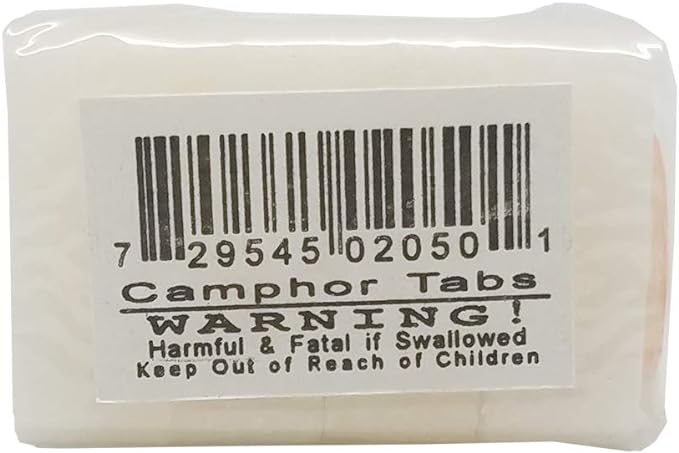 7 29545 02050 1
Camphor Tabs
WARNING!
Harmful & Fatal if Swallowed
Keep Out of Reach of Children